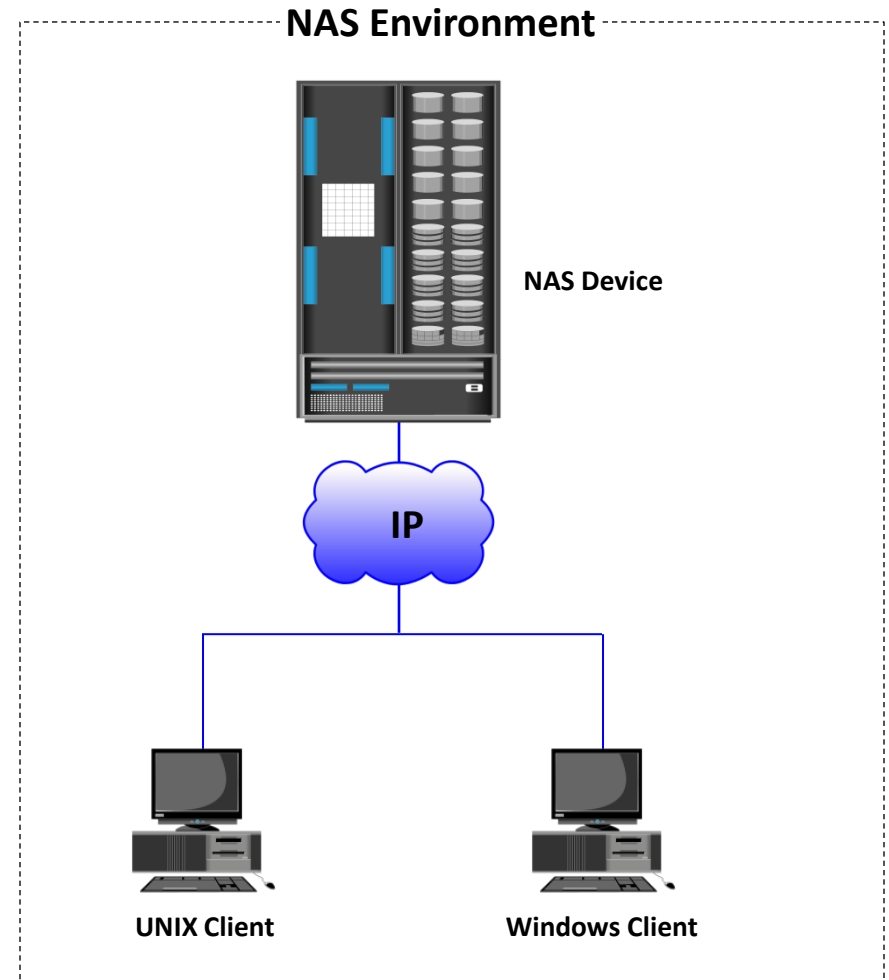 NAS Environment
NAS Device
IP
UNIX Client
Windows Client